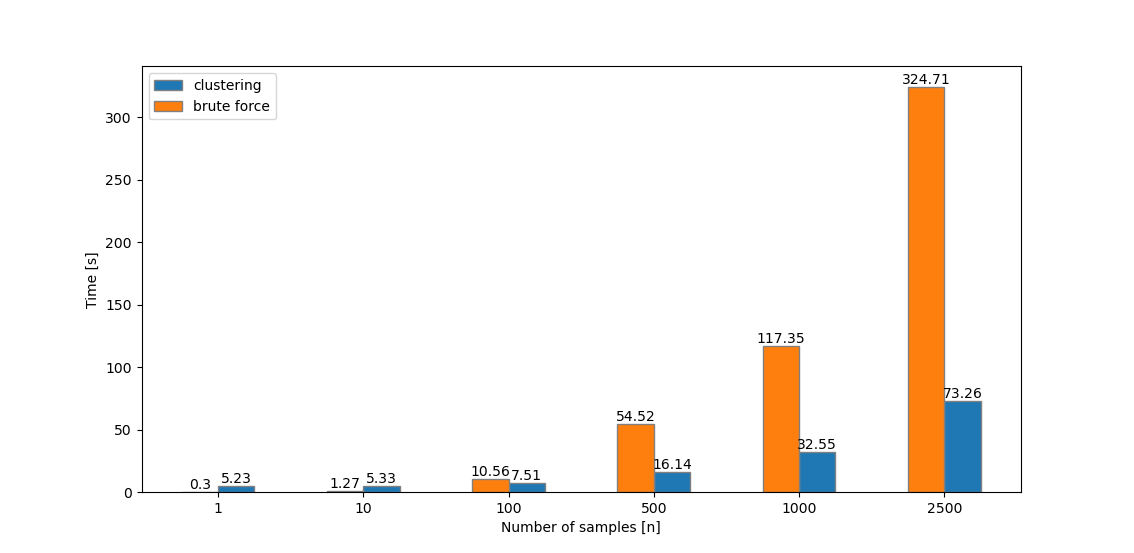 clustering
brute force
Time [s]
300
250
200
150
100
50
0
0.3 5.23
1.27 5.33
10.56 7.51
54.52 16.14
117.35 32.55
324.71 73.26
1 10 100 500 1000 2500
Number of samples [n]